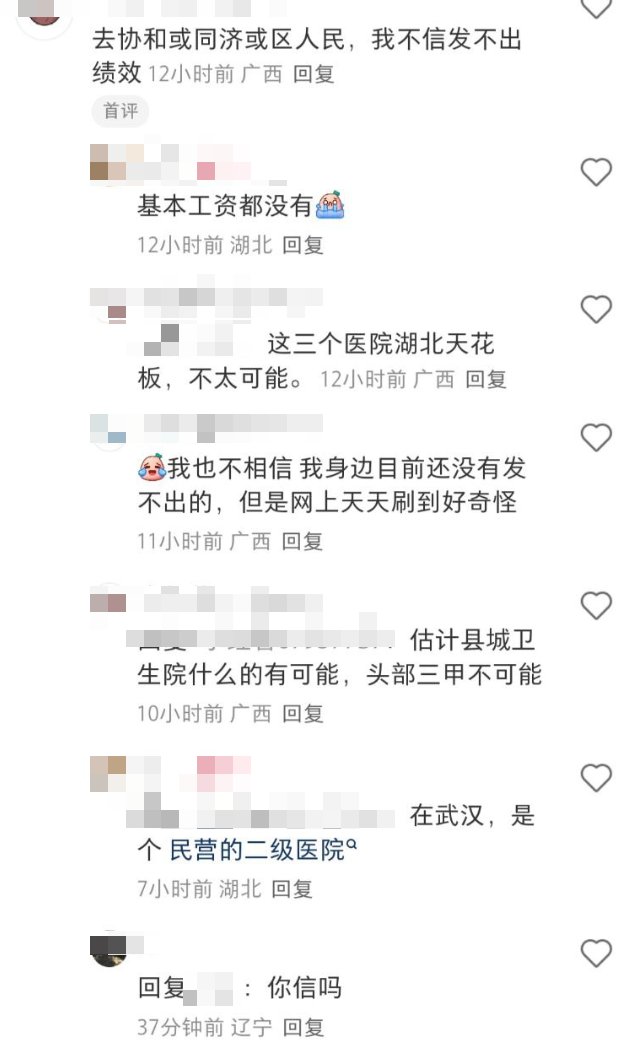 去协和或同济或区人民，我不信发不出
绩效 12小时前 广西 回复
首评
基本工资都没有
12小时前 湖北 回复
这三个医院湖北天花
板，不太可能。 12小时前 广西 回复
我也不相信 我身边目前还没有发
不出的，但是网上天天刷到好奇怪
11小时前 广西 回复
估计县城卫
生院什么的有可能，头部三甲不可能
10小时前 广西 回复
在武汉，是
个 民营的二级医院
7小时前 湖北 回复
回复 ：你信吗
37分钟前 辽宁 回复